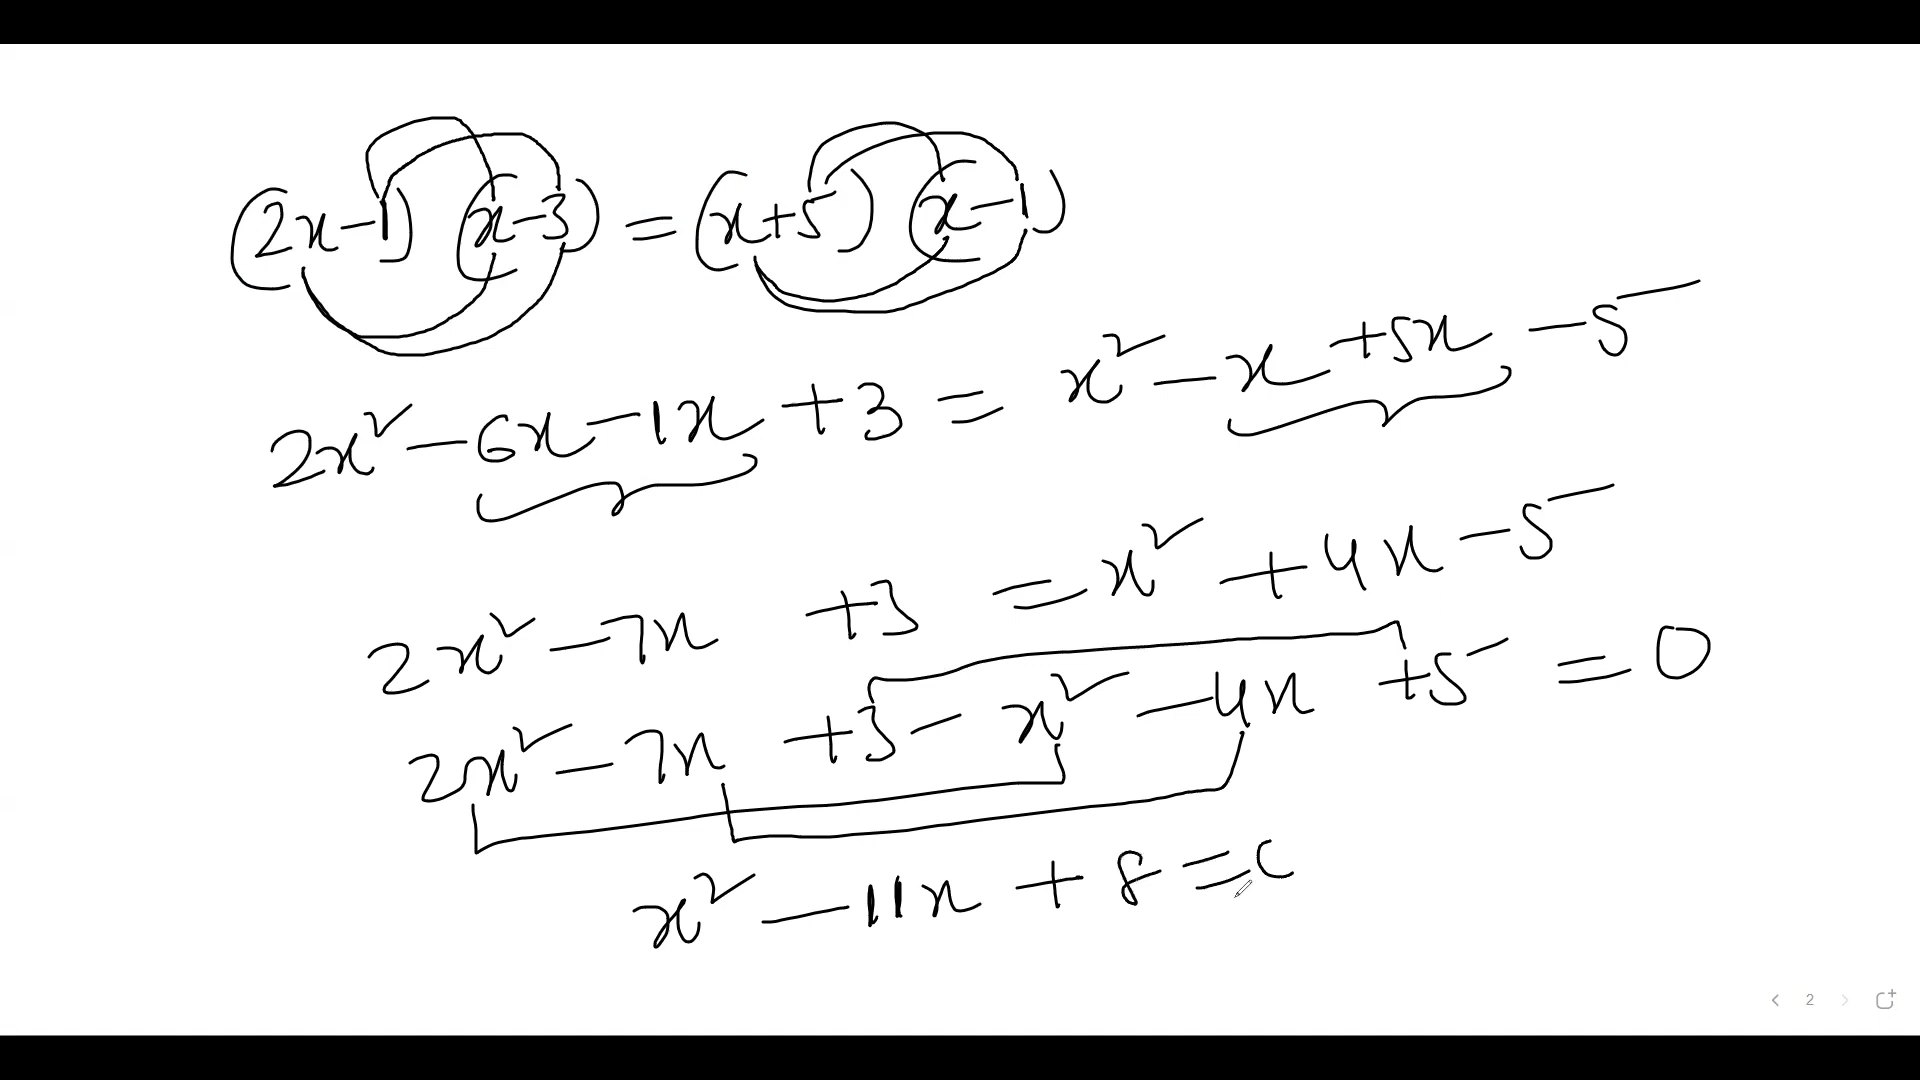 (2x-1) (x-3) = (x+5) (x-1)
2x² - 6x - 1x + 3 = x² - x + 5x - 5
2x² - 7x + 3 = x² + 4x - 5
2x² - 7x + 3 - x² - 4x + 5 = 0
x² - 11x + 8 =
2